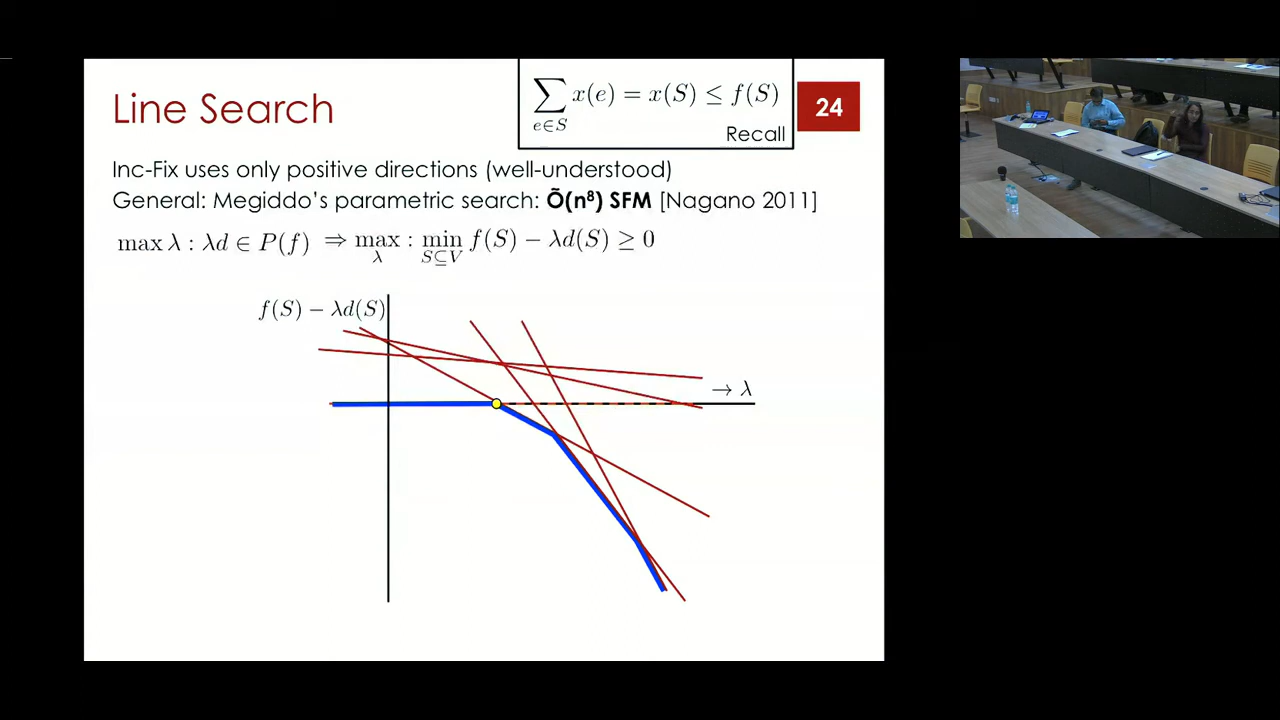 Line Search
∑_{e∈S} x(e) = x(S) ≤ f(S)
Recall
24
Inc-Fix uses only positive directions (well-understood)
General: Megiddo's parametric search: Õ(n⁸) SFM [Nagano 2011]
max λ : λd ∈ P(f) ⇒ max_λ : min_{S⊆V} f(S) − λd(S) ≥ 0
f(S) − λd(S)
→ λ